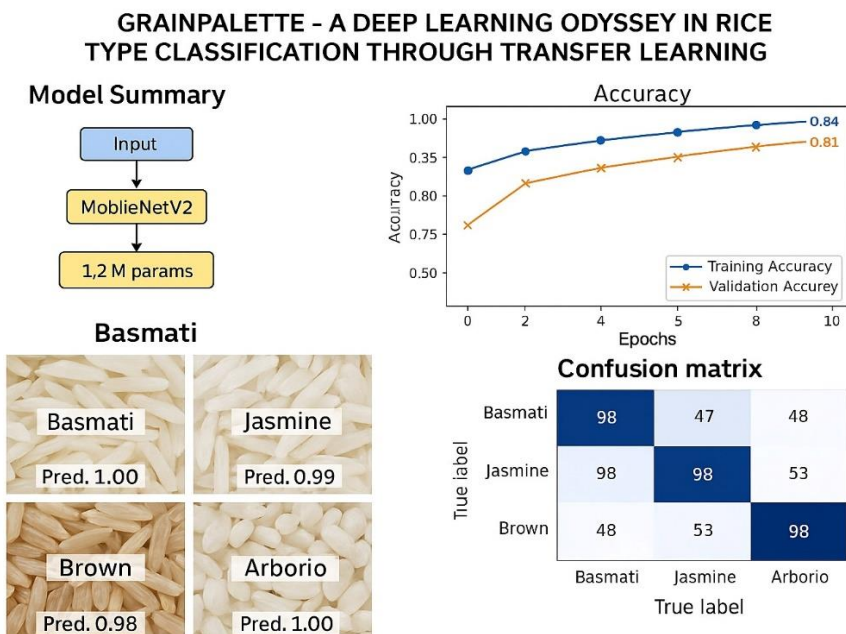 GRAINPALETTE - A DEEP LEARNING ODYSSEY IN RICE
TYPE CLASSIFICATION THROUGH TRANSFER LEARNING
Model Summary
Input
MoblieNetV2
1,2 M params
Accuracy
Acoutacy
1.00
0.35
0.80
0.75
0.50
0.84
0.81
Training Accuracy
Validation Accurey
0 2 4 5 8 10
Epochs
Basmati
Basmati
Pred. 1.00
Jasmine
Pred. 0.99
Brown
Pred. 0.98
Arborio
Pred. 1.00
Confusion matrix
True label
Basmati 98 47 48
Jasmine 98 98 53
Brown 48 53 98
Basmati Jasmine Arborio
True label